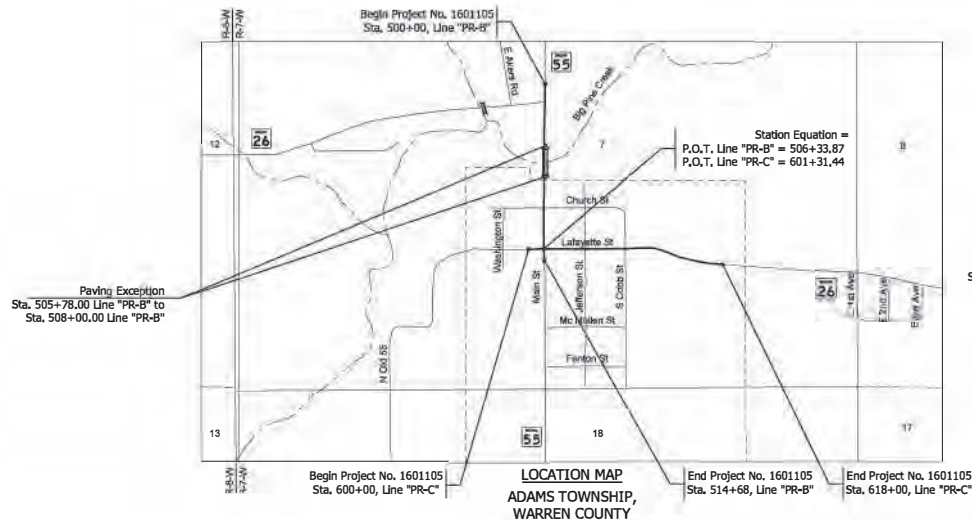 Begin Project No. 1601105
Sta. 500+00, Line "PR-B"
R-8-W
R-7-W
55
E Akers Rd
Big Pine Creek
12
26
7
8
Station Equation =
P.O.T. Line "PR-B" = 506+33.87
P.O.T. Line "PR-C" = 601+31.44
Church St
Washington St
Lafayette St
Main St
Jefferson St
S Cobb St
Paving Exception
Sta. 505+78.00 Line "PR-B" to
Sta. 508+00.00 Line "PR-B"
S
26
E 1st Ave
E 2nd Ave
E 3rd Ave
Mc Mullen St
N Old 55
Fenton St
13
55
18
17
R-8-W
R-7-W
Begin Project No. 1601105
Sta. 600+00, Line "PR-C"
LOCATION MAP
ADAMS TOWNSHIP,
WARREN COUNTY
End Project No. 1601105
Sta. 514+68, Line "PR-B"
End Project No. 1601105
Sta. 618+00, Line "PR-C"